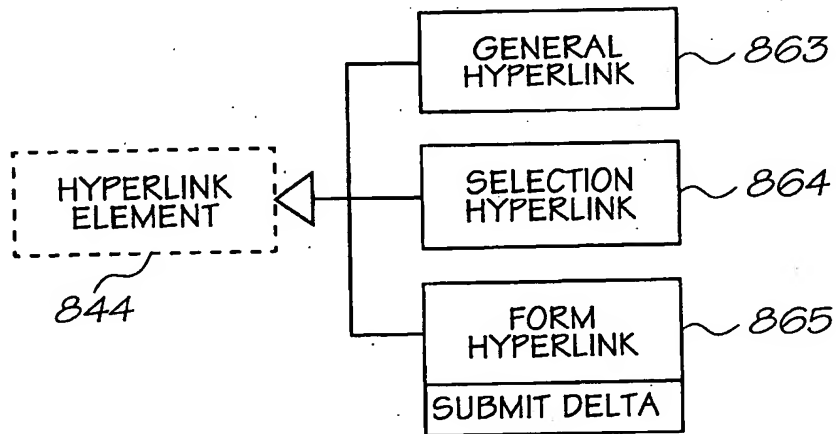 GENERAL
HYPERLINK
863
HYPERLINK
ELEMENT
844
SELECTION
HYPERLINK
864
FORM
HYPERLINK
865
SUBMIT DELTA